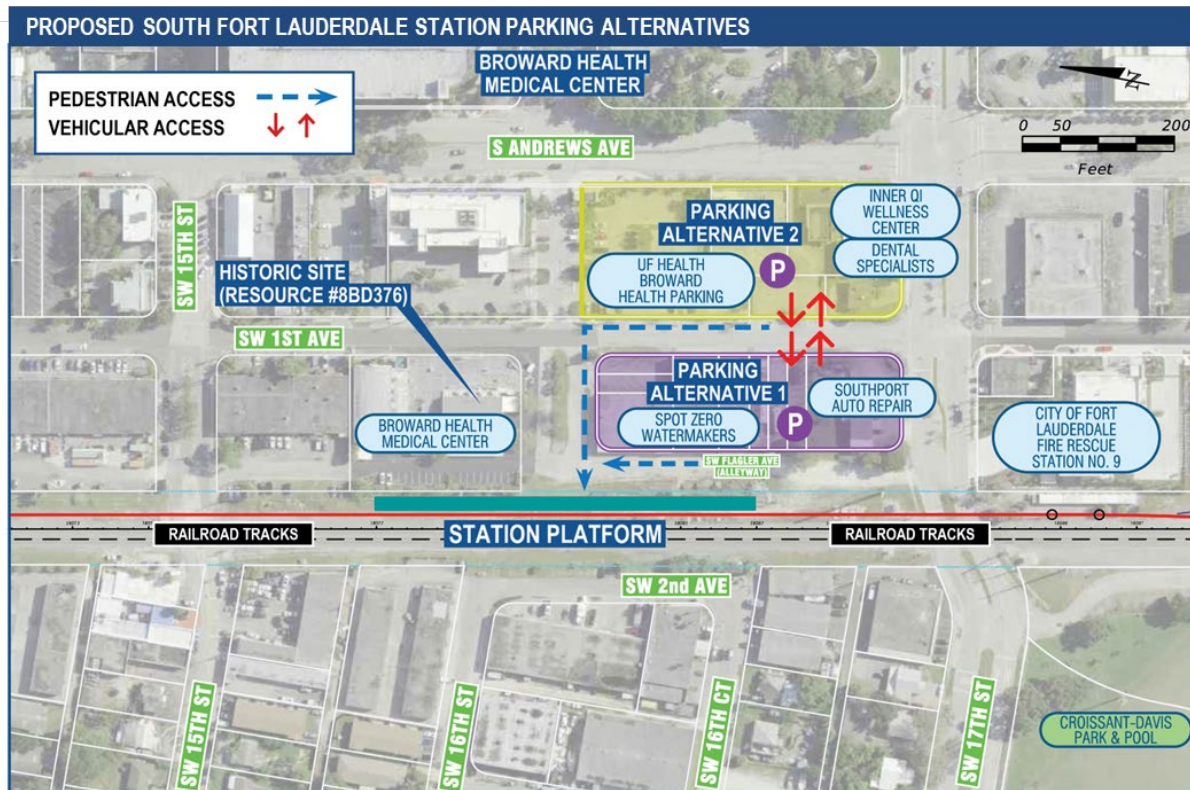 PROPOSED SOUTH FORT LAUDERDALE STATION PARKING ALTERNATIVES
BROWARD HEALTH
MEDICAL CENTER
PEDESTRIAN ACCESS
VEHICULAR ACCESS
N
0 50 100 200
Feet
S ANDREWS AVE
SW 15TH ST
INNER QI
WELLNESS
CENTER
DENTAL
SPECIALISTS
PARKING
ALTERNATIVE 2
P
UF HEALTH
BROWARD
HEALTH PARKING
HISTORIC SITE
(RESOURCE #8BD376)
SW 1ST AVE
PARKING
ALTERNATIVE 1
P
SOUTHPORT
AUTO REPAIR
SPOT ZERO
WATERMAKERS
BROWARD HEALTH
MEDICAL CENTER
CITY OF FORT
LAUDERDALE
FIRE RESCUE
STATION NO. 9
SW FLAGLER AVE
(ALLEYWAY)
RAILROAD TRACKS
STATION PLATFORM
RAILROAD TRACKS
SW 2nd AVE
SW 15TH ST
SW 16TH ST
SW 16TH CT
SW 17TH ST
CROISSANT-DAVIS
PARK & POOL